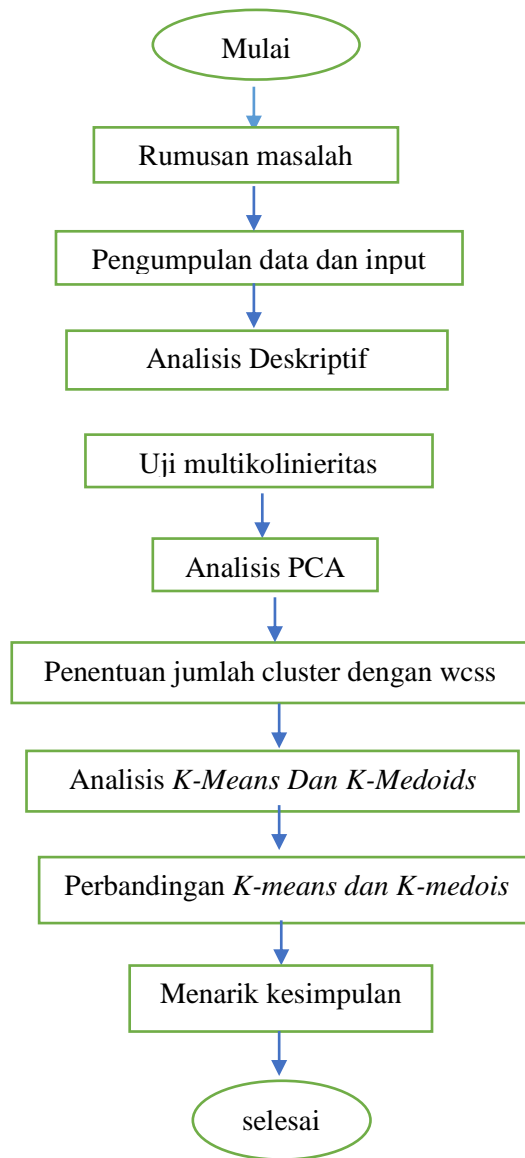 Mulai
Rumusan masalah
Pengumpulan data dan input
Analisis Deskriptif
Uji multikolinieritas
Analisis PCA
Penentuan jumlah cluster dengan wcss
Analisis K-Means Dan K-Medoids
Perbandingan K-means dan K-medois
Menarik kesimpulan
selesai